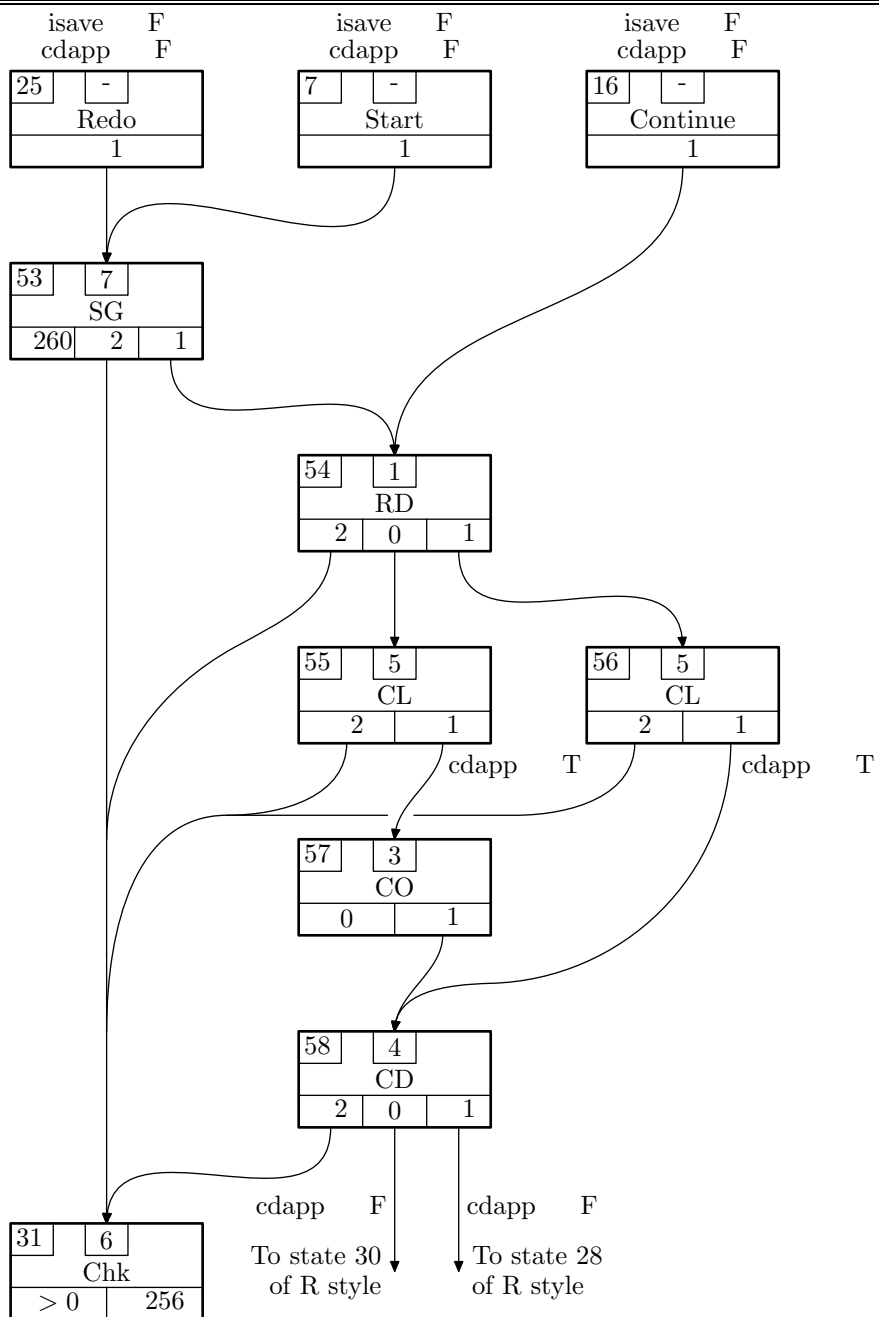 isave F isave F isave F
cdapp F cdapp F cdapp F
25 - 7 - 16 -
Redo Start Continue
1 1 1
53 7
SG
260 2 1
54 1
RD
2 0 1
55 5 56 5
CL CL
2 1 2 1
cdapp T cdapp T
57 3
CO
0 1
58 4
CD
2 0 1
cdapp F cdapp F
31 6
To state 30 To state 28
Chk
of R style of R style
> 0 256